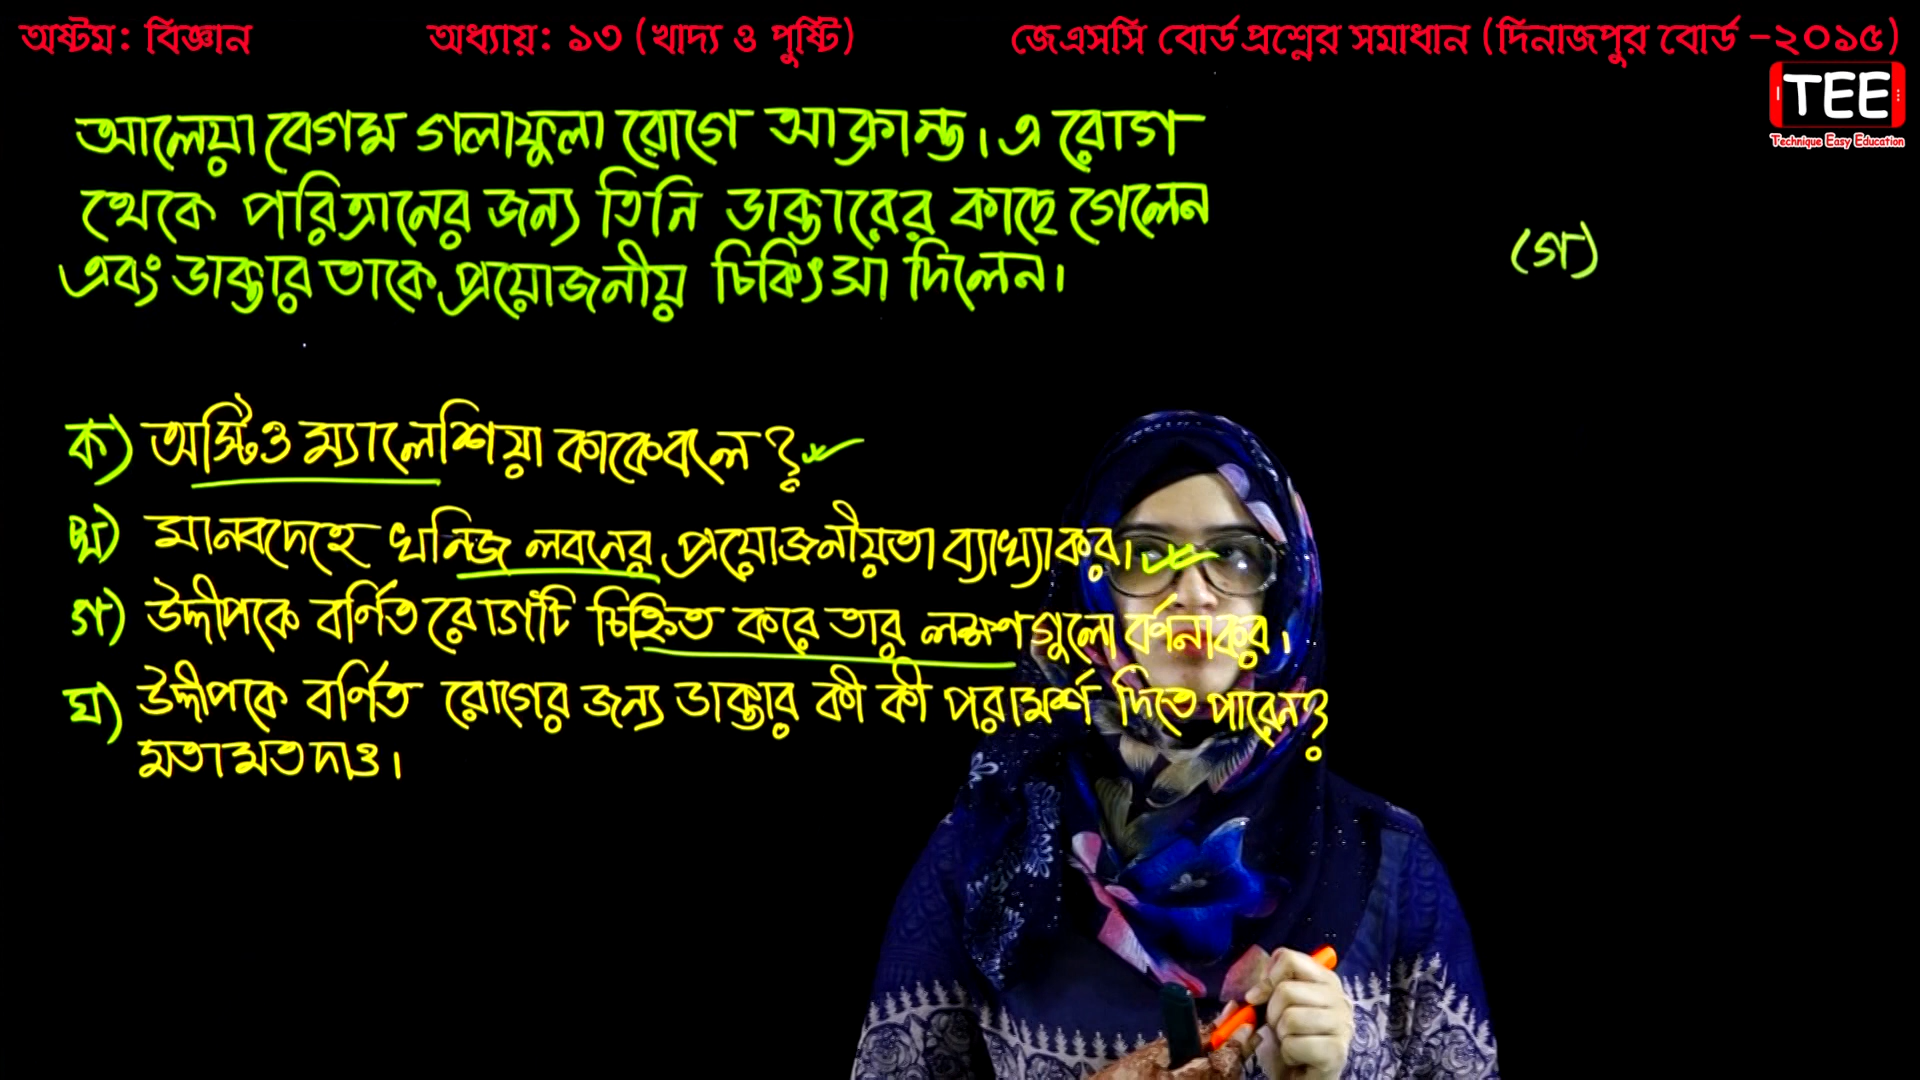 অষ্টম: বিজ্ঞান
অধ্যায়: ১৩ (খাদ্য ও পুষ্টি)
জেএসসি বোর্ড প্রশ্নের সমাধান (দিনাজপুর বোর্ড -২০১৫)
TEE
Technique Easy Education
আলেয়া বেগম গলাফুলা রোগে আক্রান্ত। এ রোগ
থেকে পরিত্রানের জন্য তিনি ডাক্তারের কাছে গেলেন
এবং ডাক্তার তাকে প্রয়োজনীয় চিকিৎসা দিলেন।
(গ)
ক) অস্টিও ম্যালেশিয়া কাকে বলে?
খ) মানবদেহে খনিজ লবনের প্রয়োজনীয়তা ব্যাখ্যা কর।
গ) উদ্দীপকে বর্ণিত রোগটি চিহ্নিত করে তার লক্ষণগুলো বর্ণনা কর।
ঘ) উদ্দীপকে বর্ণিত রোগের জন্য ডাক্তার কী কী পরামর্শ দিতে পারেন?
মতামত দাও।